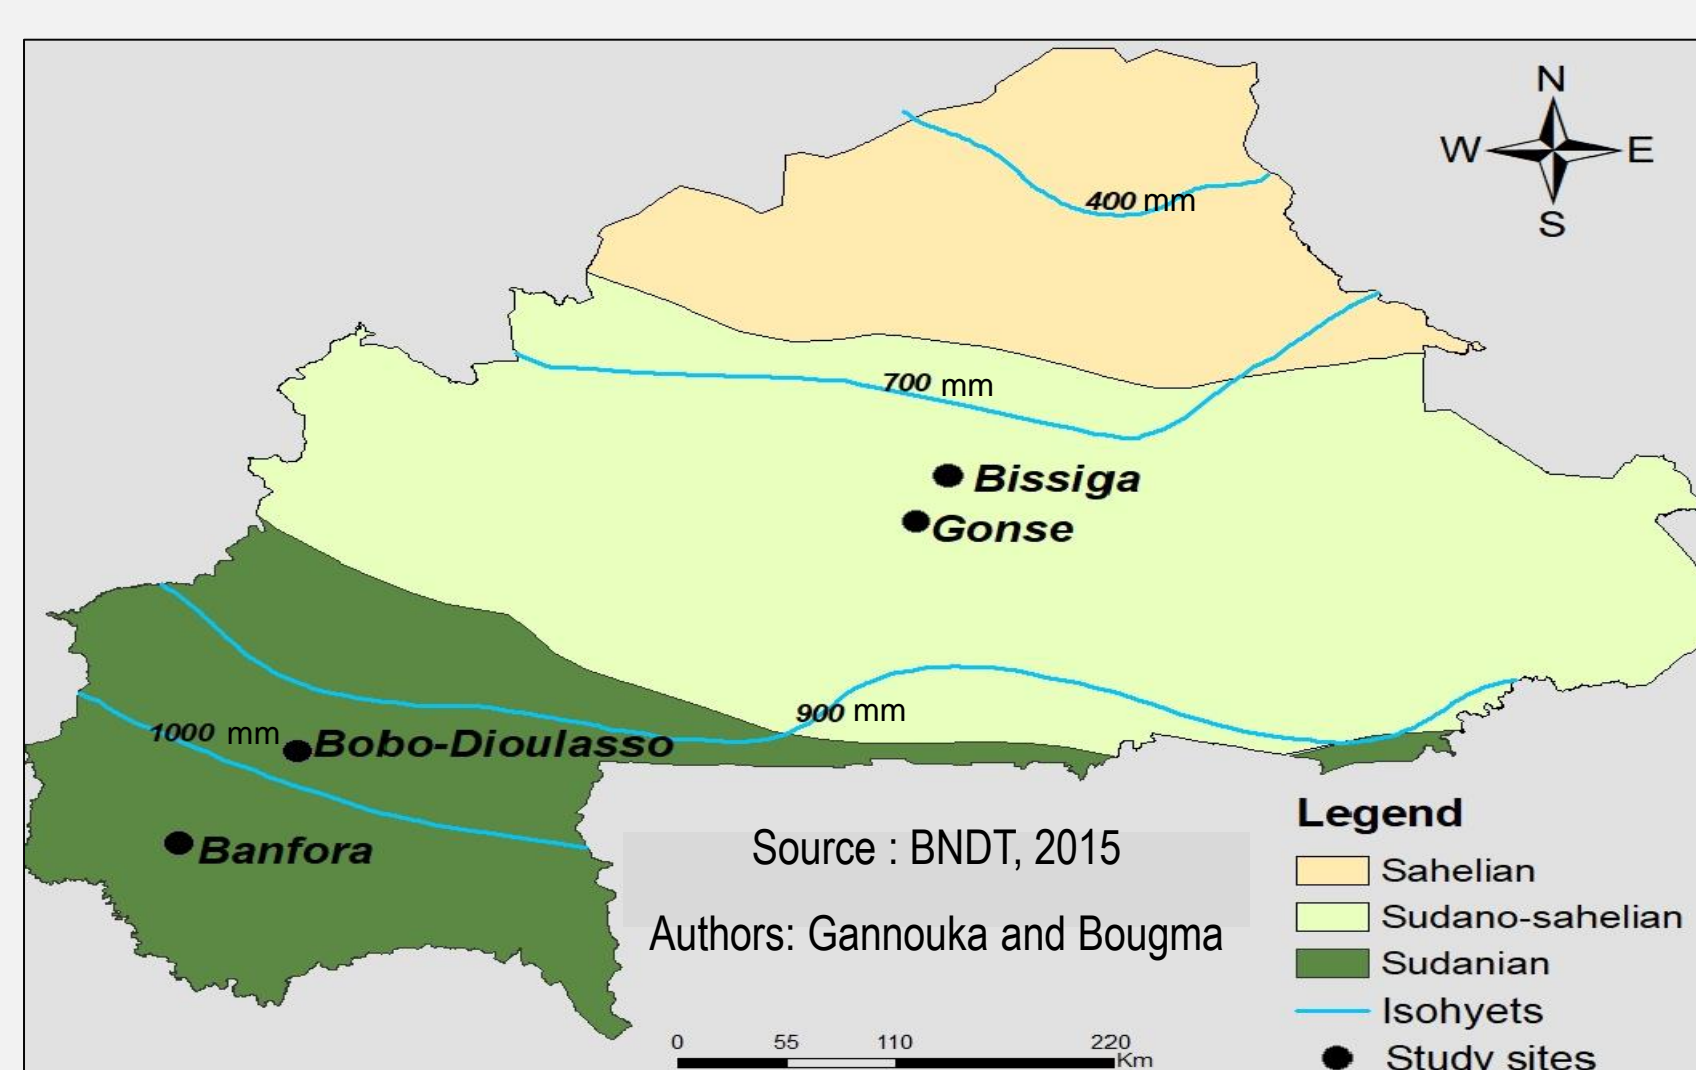 N
W E
S
400 mm
700 mm
Bissiga
Gonse
900 mm
1000 mm
Bobo-Dioulasso
Banfora
Source : BNDT, 2015
Authors: Gannouka and Bougma
Legend
Sahelian
Sudano-sahelian
Sudanian
Isohyets
Study sites
0 55 110 220
Km